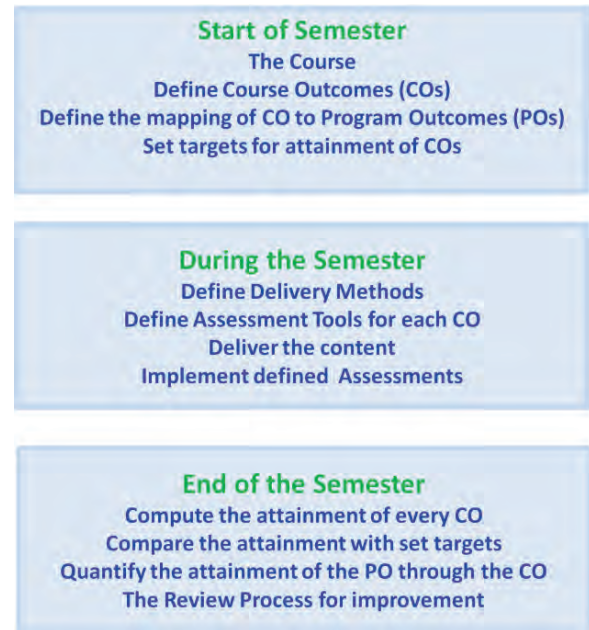 Start of Semester
The Course
Define Course Outcomes (COs)
Define the mapping of CO to Program Outcomes (POs)
Set targets for attainment of COs
During the Semester
Define Delivery Methods
Define Assessment Tools for each CO
Deliver the content
Implement defined Assessments
End of the Semester
Compute the attainment of every CO
Compare the attainment with set targets
Quantify the attainment of the PO through the CO
The Review Process for improvement